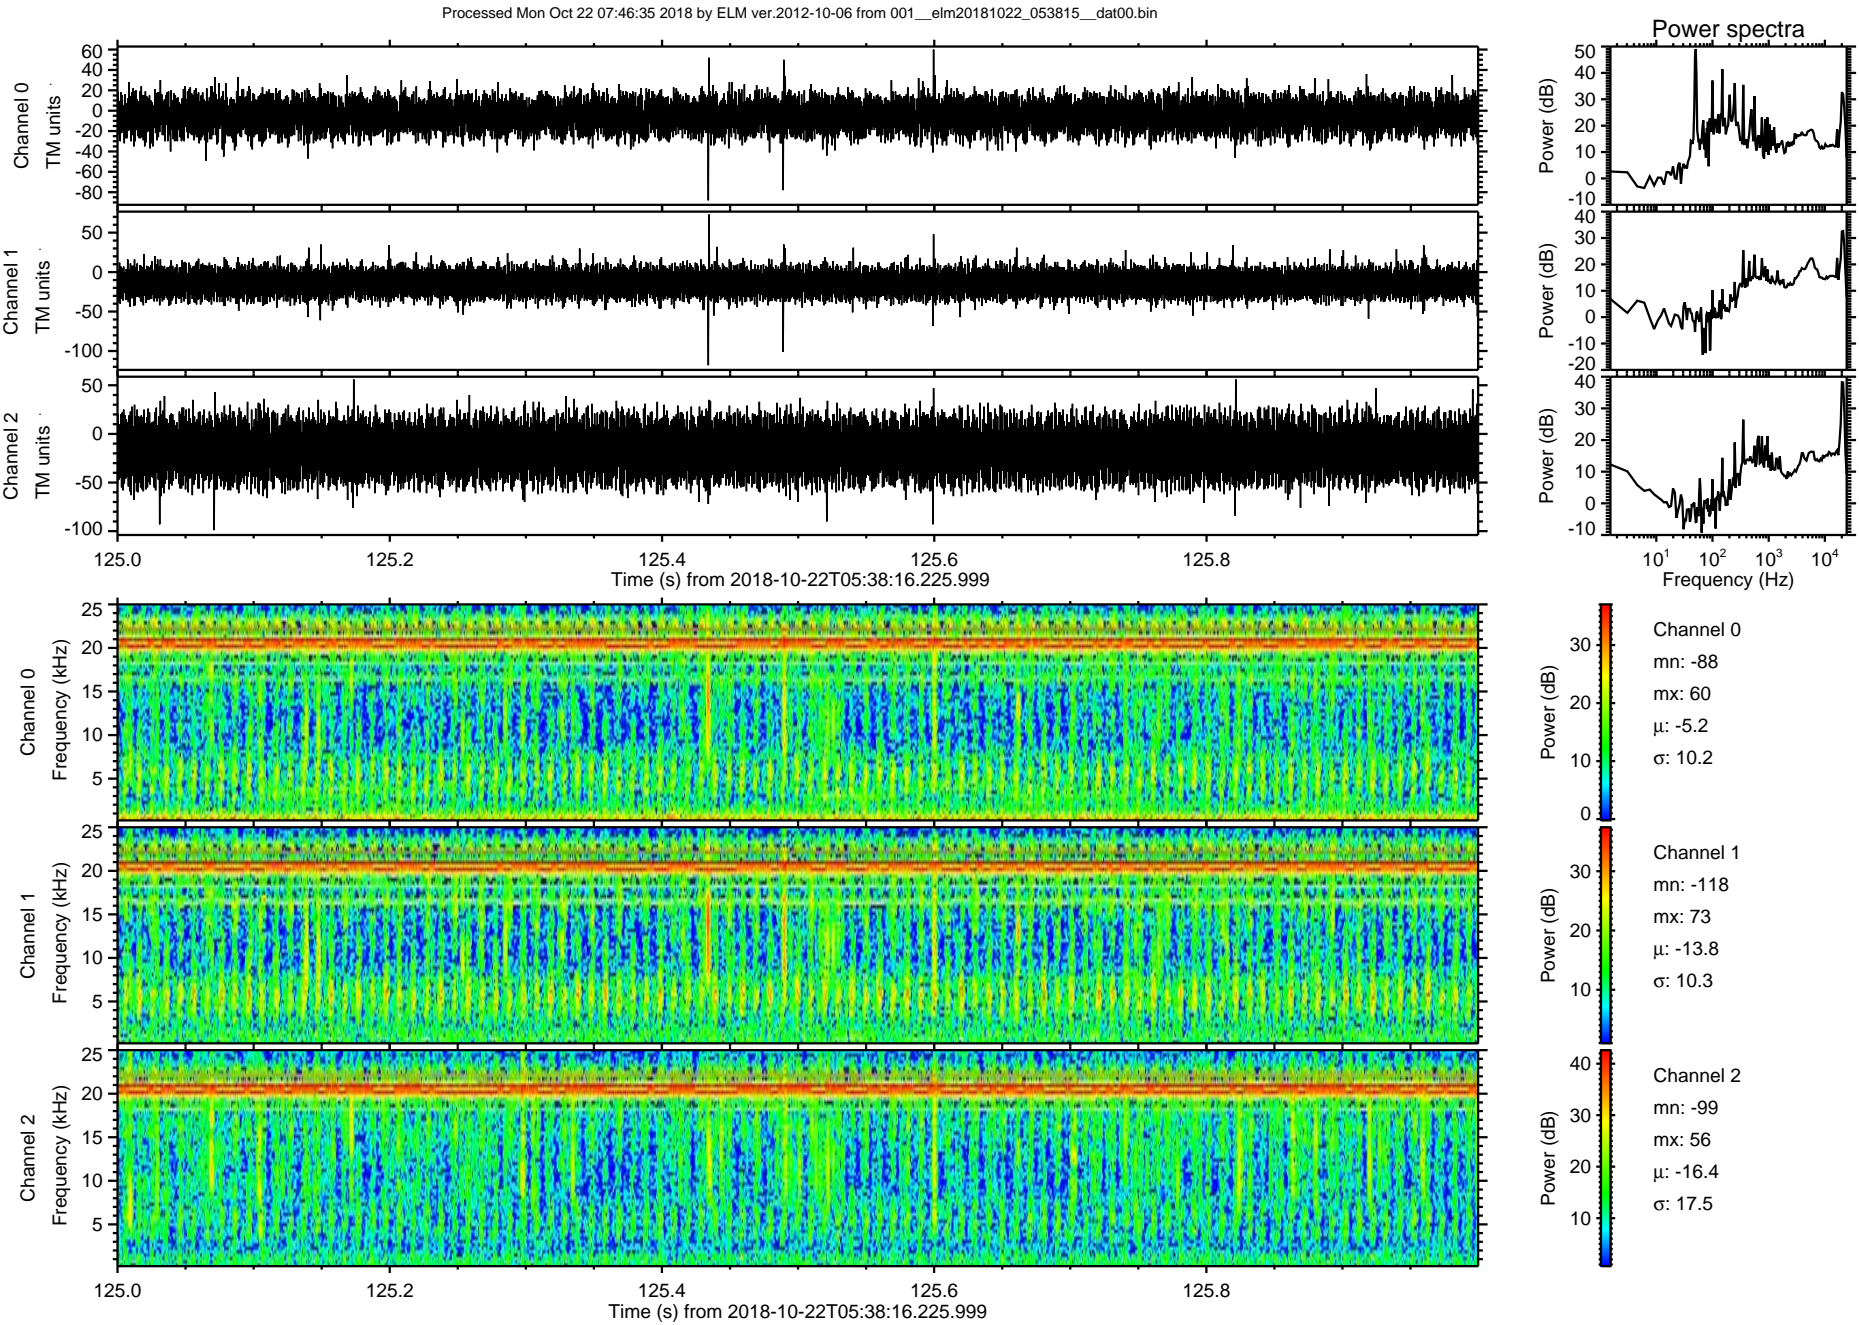 Processed Mon Oct 22 07:46:35 2018 by ELM ver.2012-10-06 from 001__elm20181022_053815__dat00.bin
Power spectra
Channel 0
TM units
60
40
20
0
-20
-40
-60
-80
Power (dB)
50
40
30
20
10
0
-10
Channel 1
TM units
50
0
-50
-100
Power (dB)
40
30
20
10
0
-10
-20
Channel 2
TM units
50
0
-50
-100
Power (dB)
40
30
20
10
0
-10
125.0 125.2 125.4 125.6 125.8
Time (s) from 2018-10-22T05:38:16.225.999
10¹ 10² 10³ 10⁴
Frequency (Hz)
Channel 0
Frequency (kHz)
25
20
15
10
5
Power (dB)
30
20
10
0
Channel 0
mn: -88
mx: 60
μ: -5.2
σ: 10.2
Channel 1
Frequency (kHz)
25
20
15
10
5
Power (dB)
30
20
10
Channel 1
mn: -118
mx: 73
μ: -13.8
σ: 10.3
Channel 2
Frequency (kHz)
25
20
15
10
5
Power (dB)
40
30
20
10
Channel 2
mn: -99
mx: 56
μ: -16.4
σ: 17.5
125.0 125.2 125.4 125.6 125.8
Time (s) from 2018-10-22T05:38:16.225.999